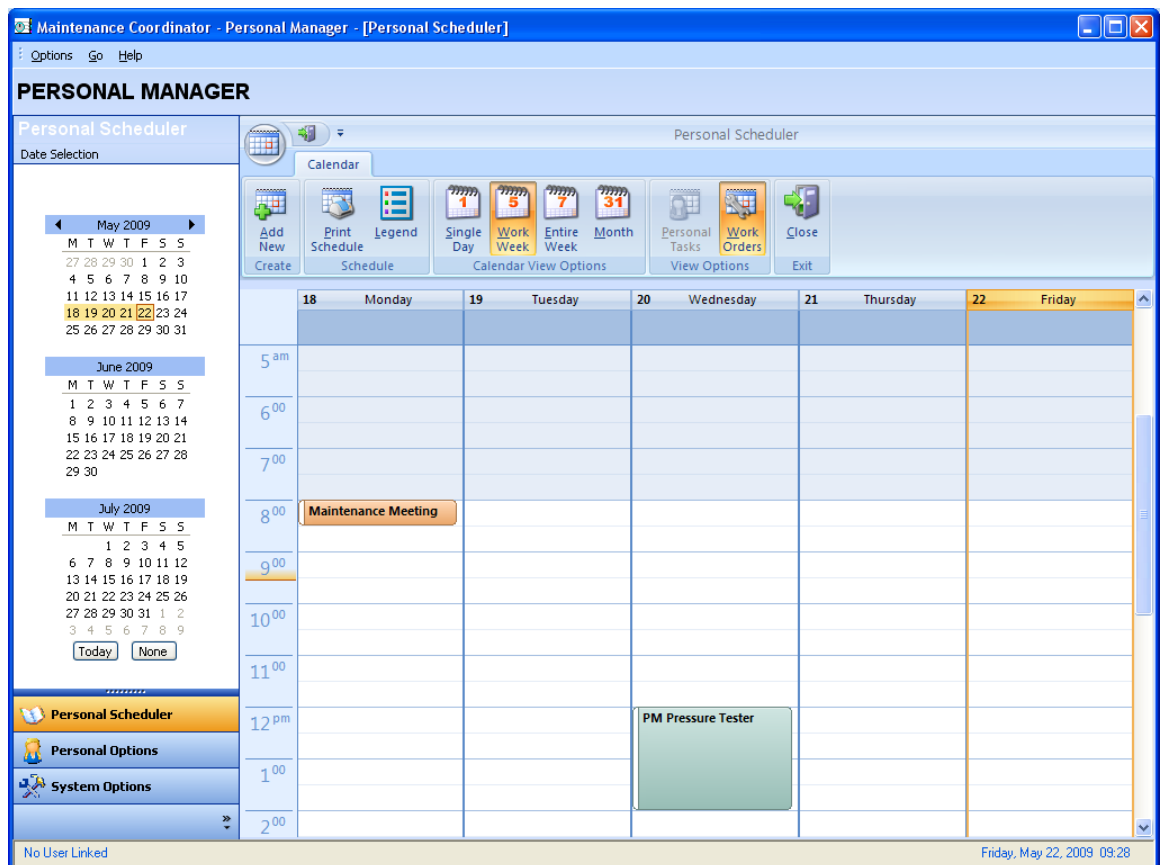 Maintenance Coordinator - Personal Manager - [Personal Scheduler]
Options Go Help
PERSONAL MANAGER
Personal Scheduler
Date Selection
May 2009
M T W T F S S
27 28 29 30 1 2 3
4 5 6 7 8 9 10
11 12 13 14 15 16 17
18 19 20 21 22 23 24
25 26 27 28 29 30 31
June 2009
M T W T F S S
1 2 3 4 5 6 7
8 9 10 11 12 13 14
15 16 17 18 19 20 21
22 23 24 25 26 27 28
29 30
July 2009
M T W T F S S
1 2 3 4 5
6 7 8 9 10 11 12
13 14 15 16 17 18 19
20 21 22 23 24 25 26
27 28 29 30 31 1 2
3 4 5 6 7 8 9
Today None
Personal Scheduler
Personal Options
System Options
Personal Scheduler
Calendar
1 5 7 31
Add New
Print Schedule
Legend
Single Day
Work Week
Entire Week
Month
Personal Tasks
Work Orders
Close
Create Schedule Calendar View Options View Options Exit
18 Monday 19 Tuesday 20 Wednesday 21 Thursday 22 Friday
5 am
6 00
7 00
8 00 Maintenance Meeting
9 00
10 00
11 00
12 pm PM Pressure Tester
1 00
2 00
No User Linked Friday, May 22, 2009 09:28